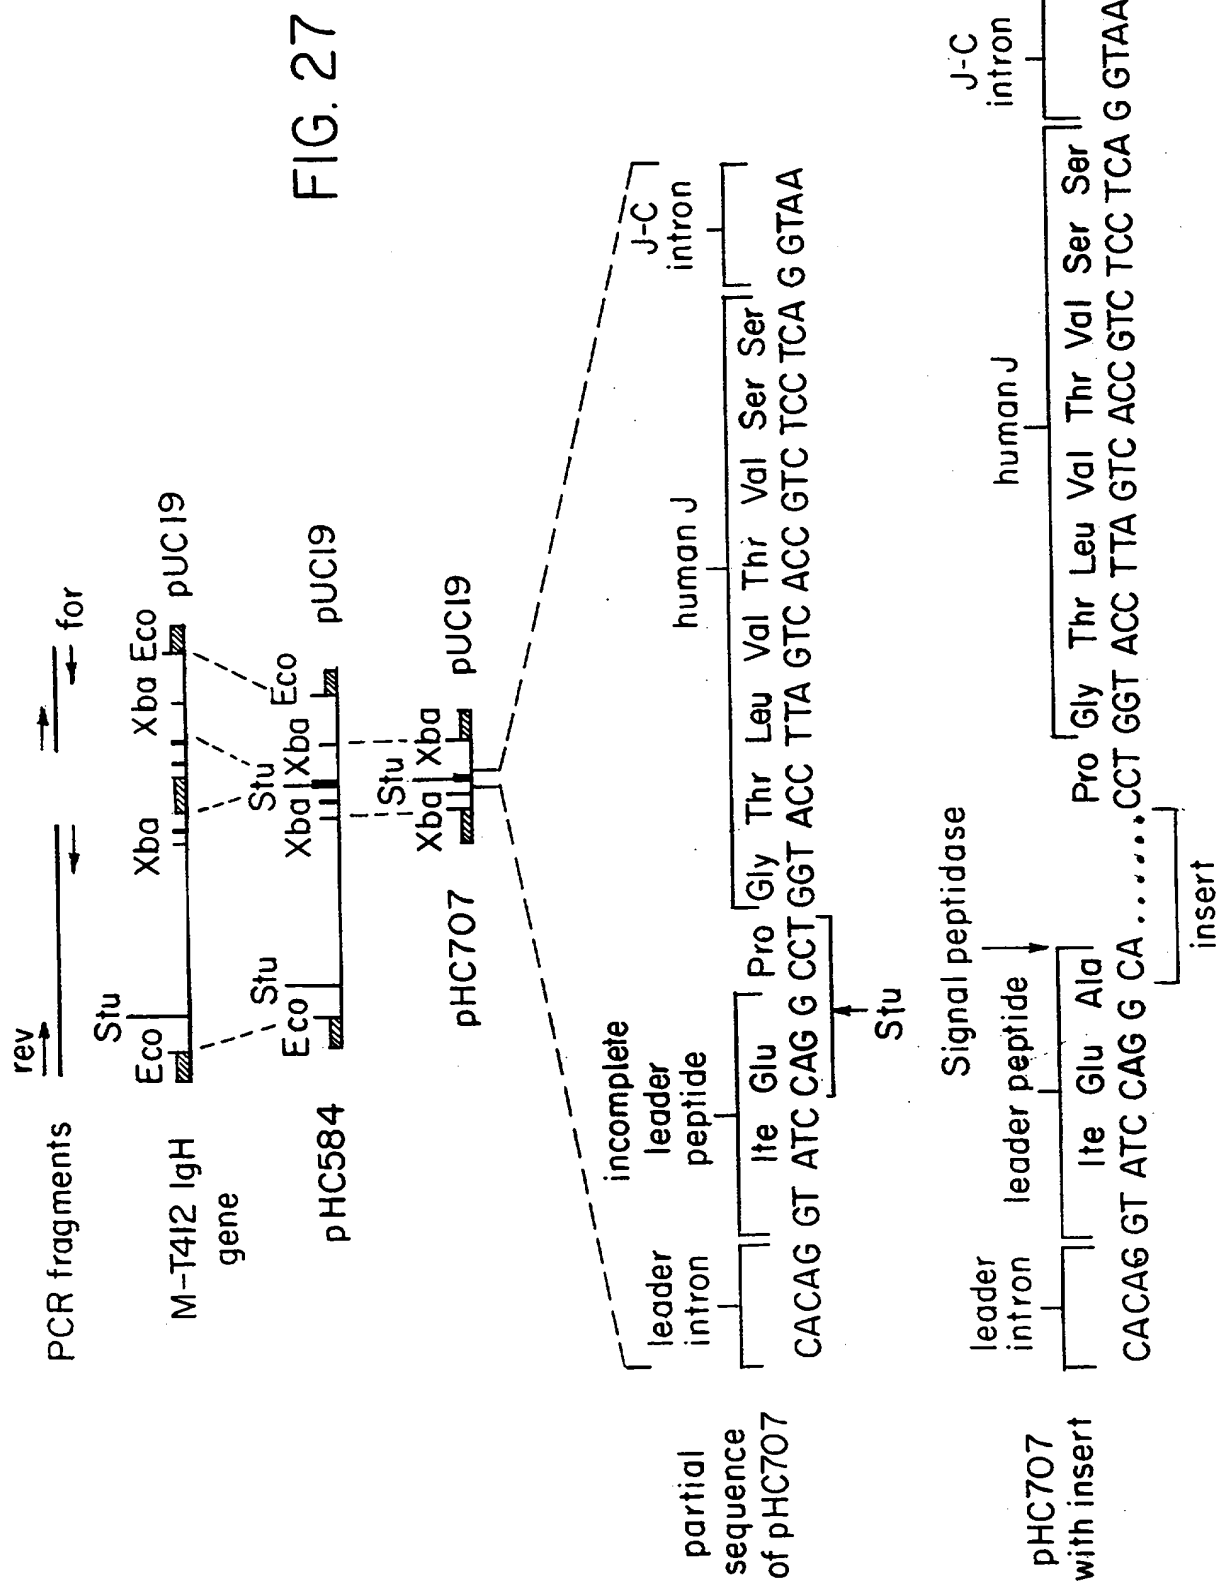 FIG. 27
PCR fragments
rev
for
M-T412 IgH
gene
Eco
Stu
Xba
Xba
Eco
pUC19
pHC584
Eco
Stu
Xba
Stu
Xba
Eco
pUC19
pHC707
Xba
Stu
Xba
pUC19
partial
sequence
of pHC707
leader
intron
incomplete
leader
peptide
human J
J-C
intron
Ite Glu Pro Gly Thr Leu Val Thr Val Ser Ser
CACAG GT ATC CAG G CCT GGT ACC TTA GTC ACC GTC TCC TCA G GTAA
Stu
pHC707
with insert
leader
intron
leader peptide
Signal peptidase
human J
J-C
intron
Ite Glu Ala Pro Gly Thr Leu Val Thr Val Ser Ser
CACAG GT ATC CAG G CA ...... CCT GGT ACC TTA GTC ACC GTC TCC TCA G GTAA
insert